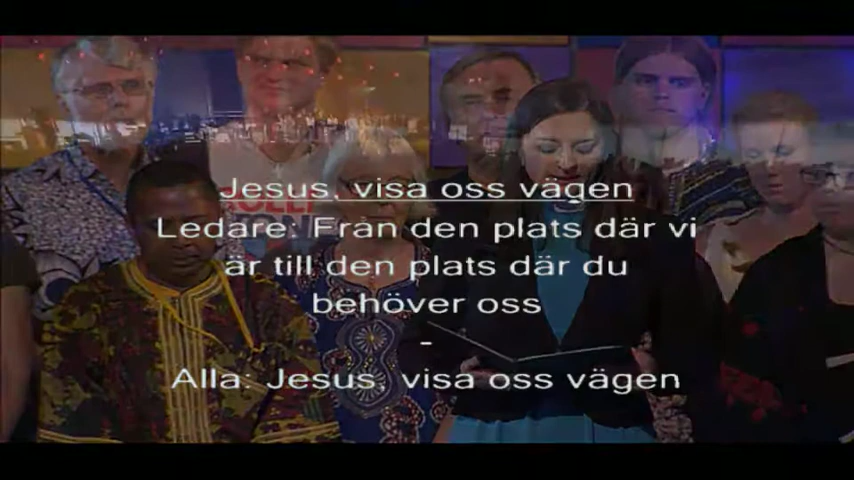 Jesus, visa oss vägen
Ledare: Från den plats där vi
är till den plats där du
behöver oss
-
Alla: Jesus, visa oss vägen